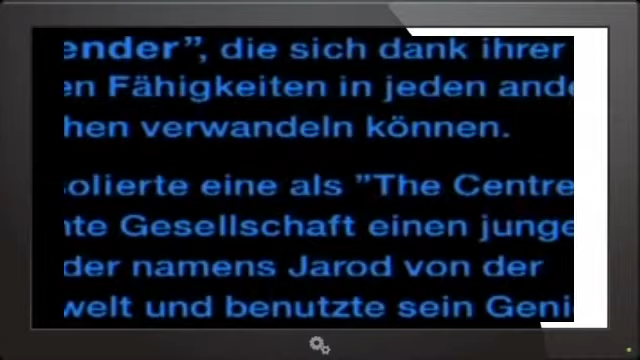 ender”, die sich dank ihrer
en Fähigkeiten in jeden ande
hen verwandeln können.
solierte eine als ”The Centre
nte Gesellschaft einen junge
der namens Jarod von der
welt und benutzte sein Geni